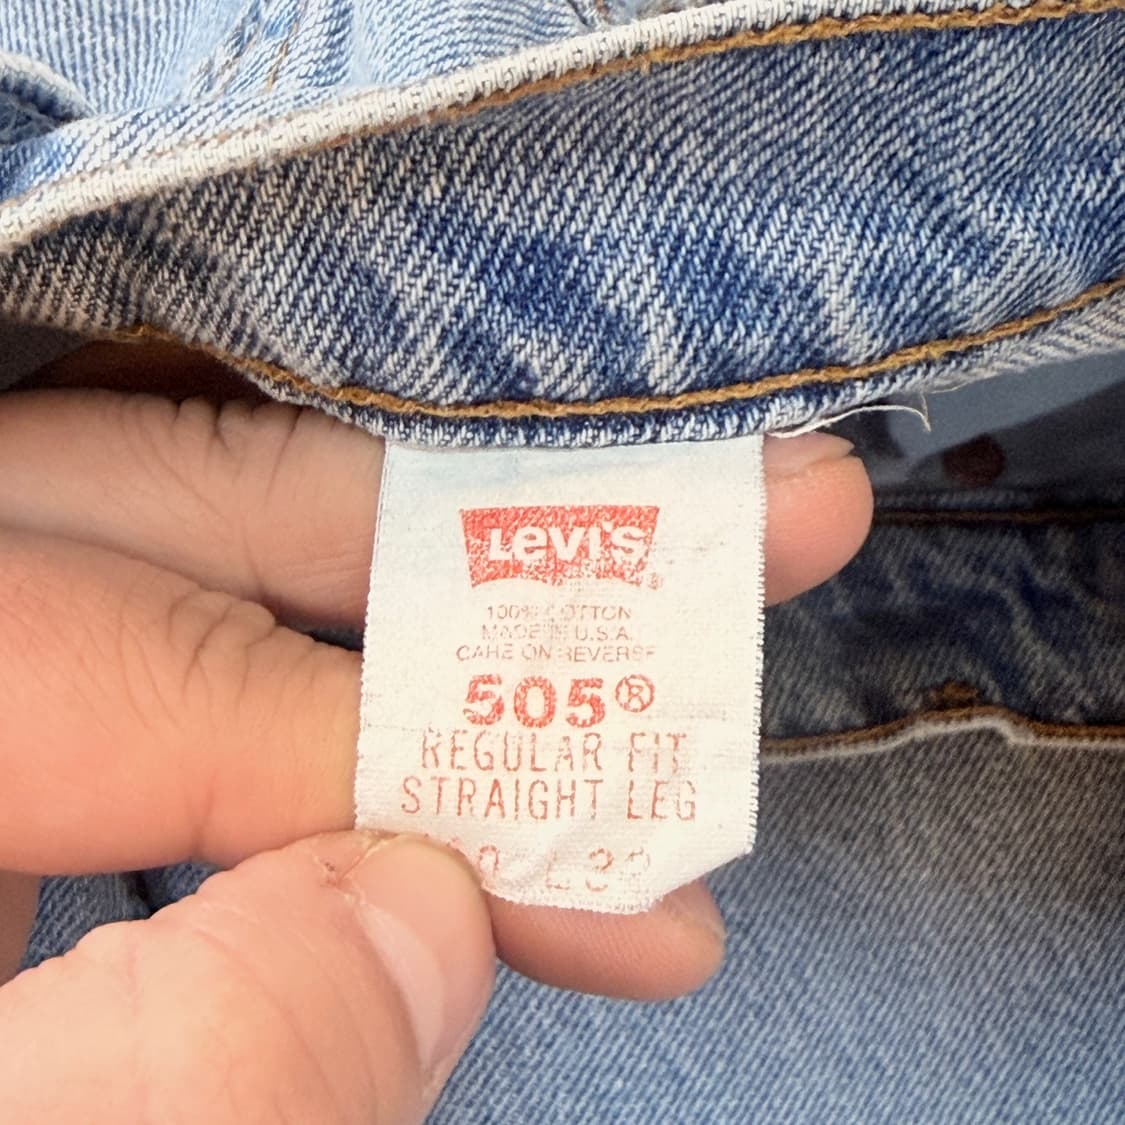 Levi's ®
100% COTTON
MADE IN U.S.A.
CARE ON REVERSE
505®
REGULAR FIT
STRAIGHT LEG